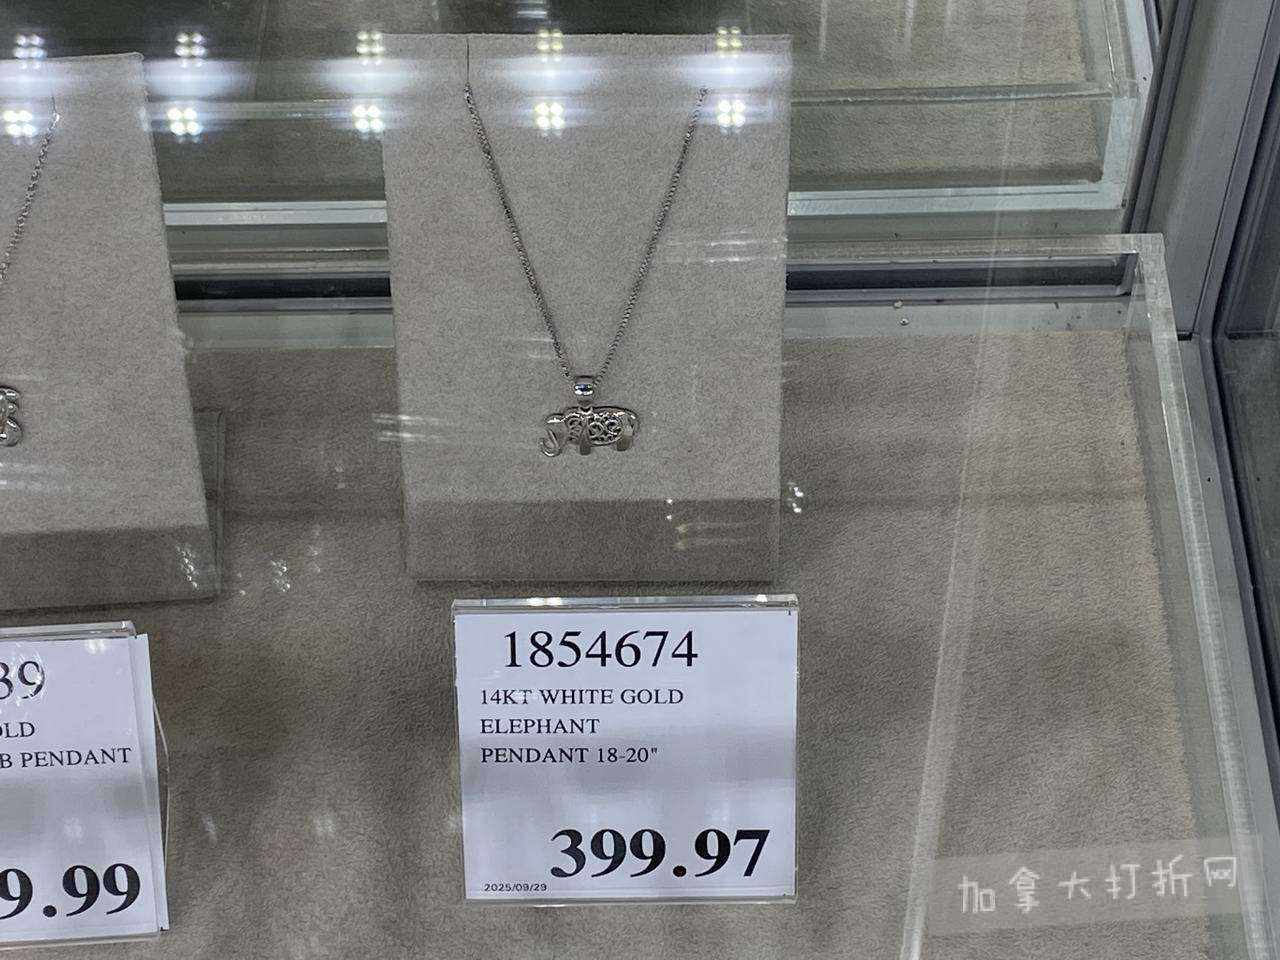 1854674
14KT WHITE GOLD
ELEPHANT
PENDANT 18-20"
399.97
2025/09/29
39
OLD
B PENDANT
9.99
加拿大打折网